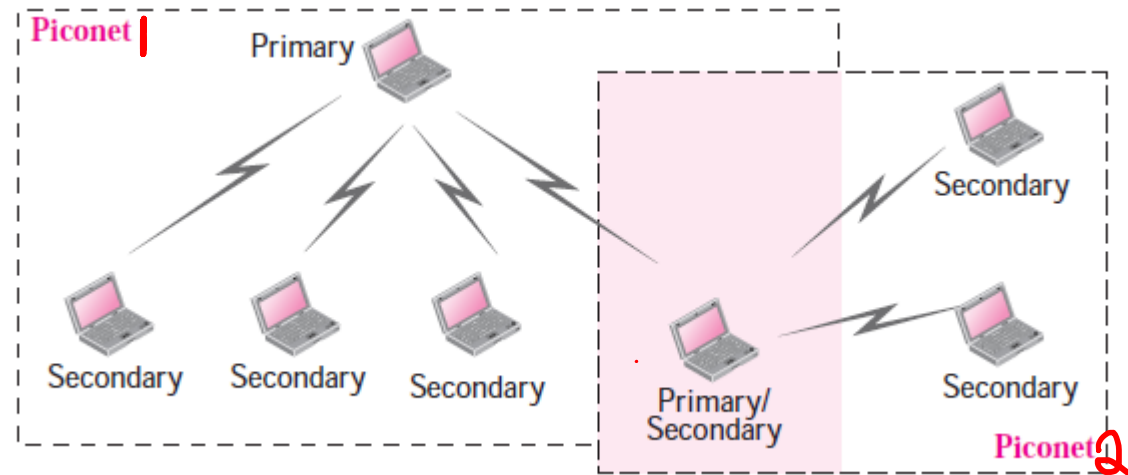 Piconet 1
Primary
Secondary
Secondary
Secondary
Secondary
Primary/
Secondary
Secondary
Piconet 2